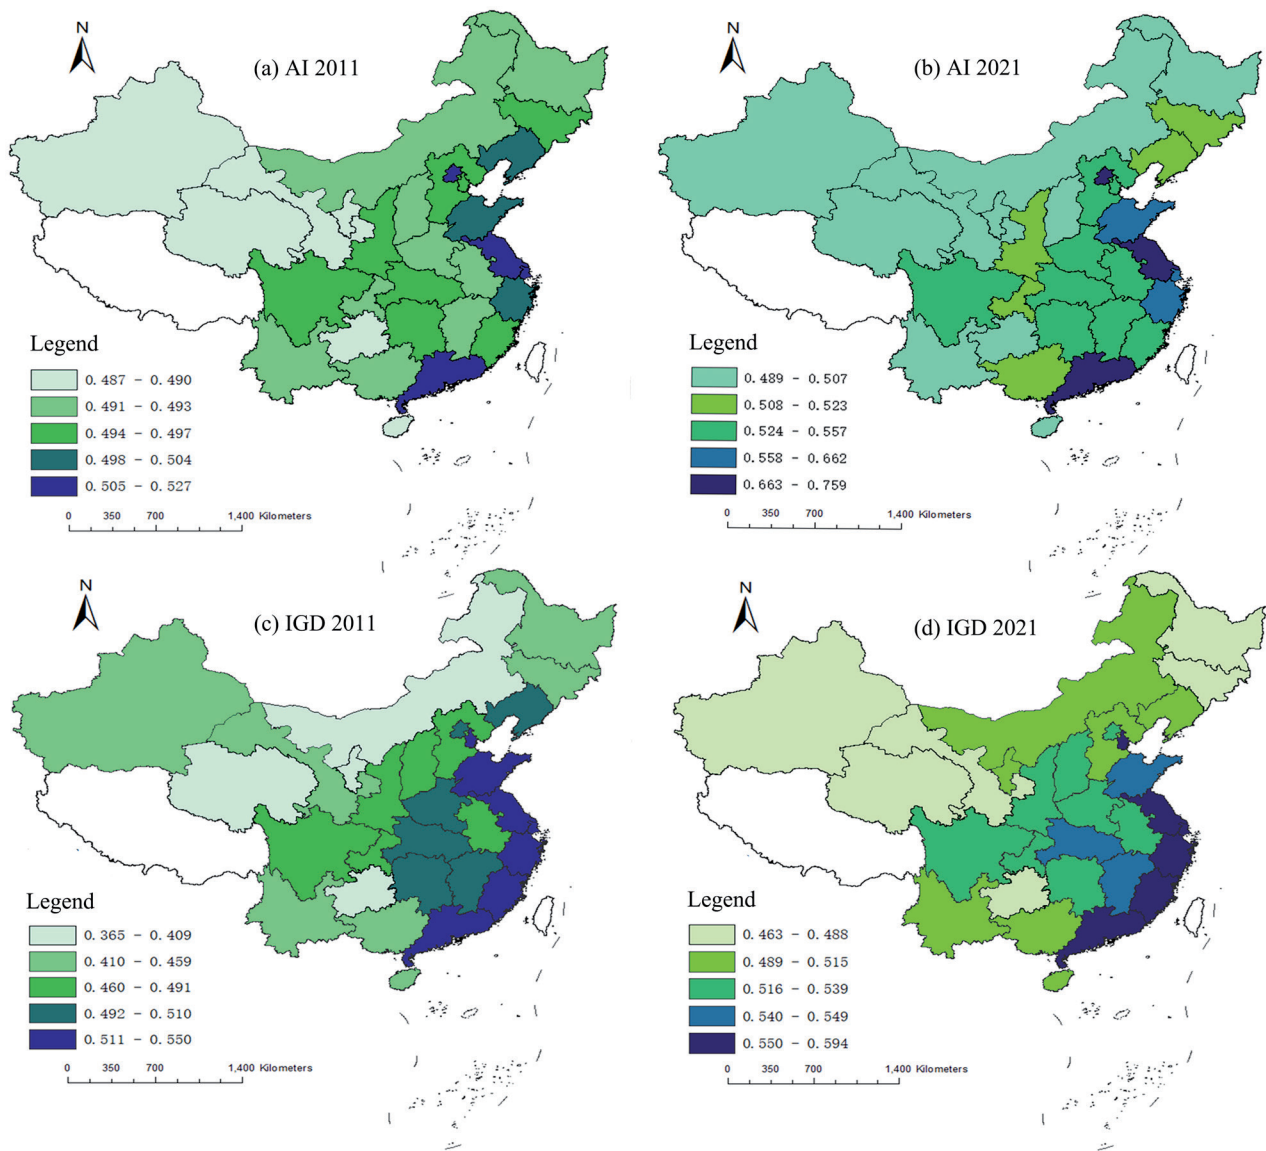 N
(a) AI 2011
Legend
0.487 - 0.490
0.491 - 0.493
0.494 - 0.497
0.498 - 0.504
0.505 - 0.527
0 350 700 1,400 Kilometers
N
(b) AI 2021
Legend
0.489 - 0.507
0.508 - 0.523
0.524 - 0.557
0.558 - 0.662
0.663 - 0.759
0 350 700 1,400 Kilometers
N
(c) IGD 2011
Legend
0.365 - 0.409
0.410 - 0.459
0.460 - 0.491
0.492 - 0.510
0.511 - 0.550
0 350 700 1,400 Kilometers
N
(d) IGD 2021
Legend
0.463 - 0.488
0.489 - 0.515
0.516 - 0.539
0.540 - 0.549
0.550 - 0.594
0 350 700 1,400 Kilometers